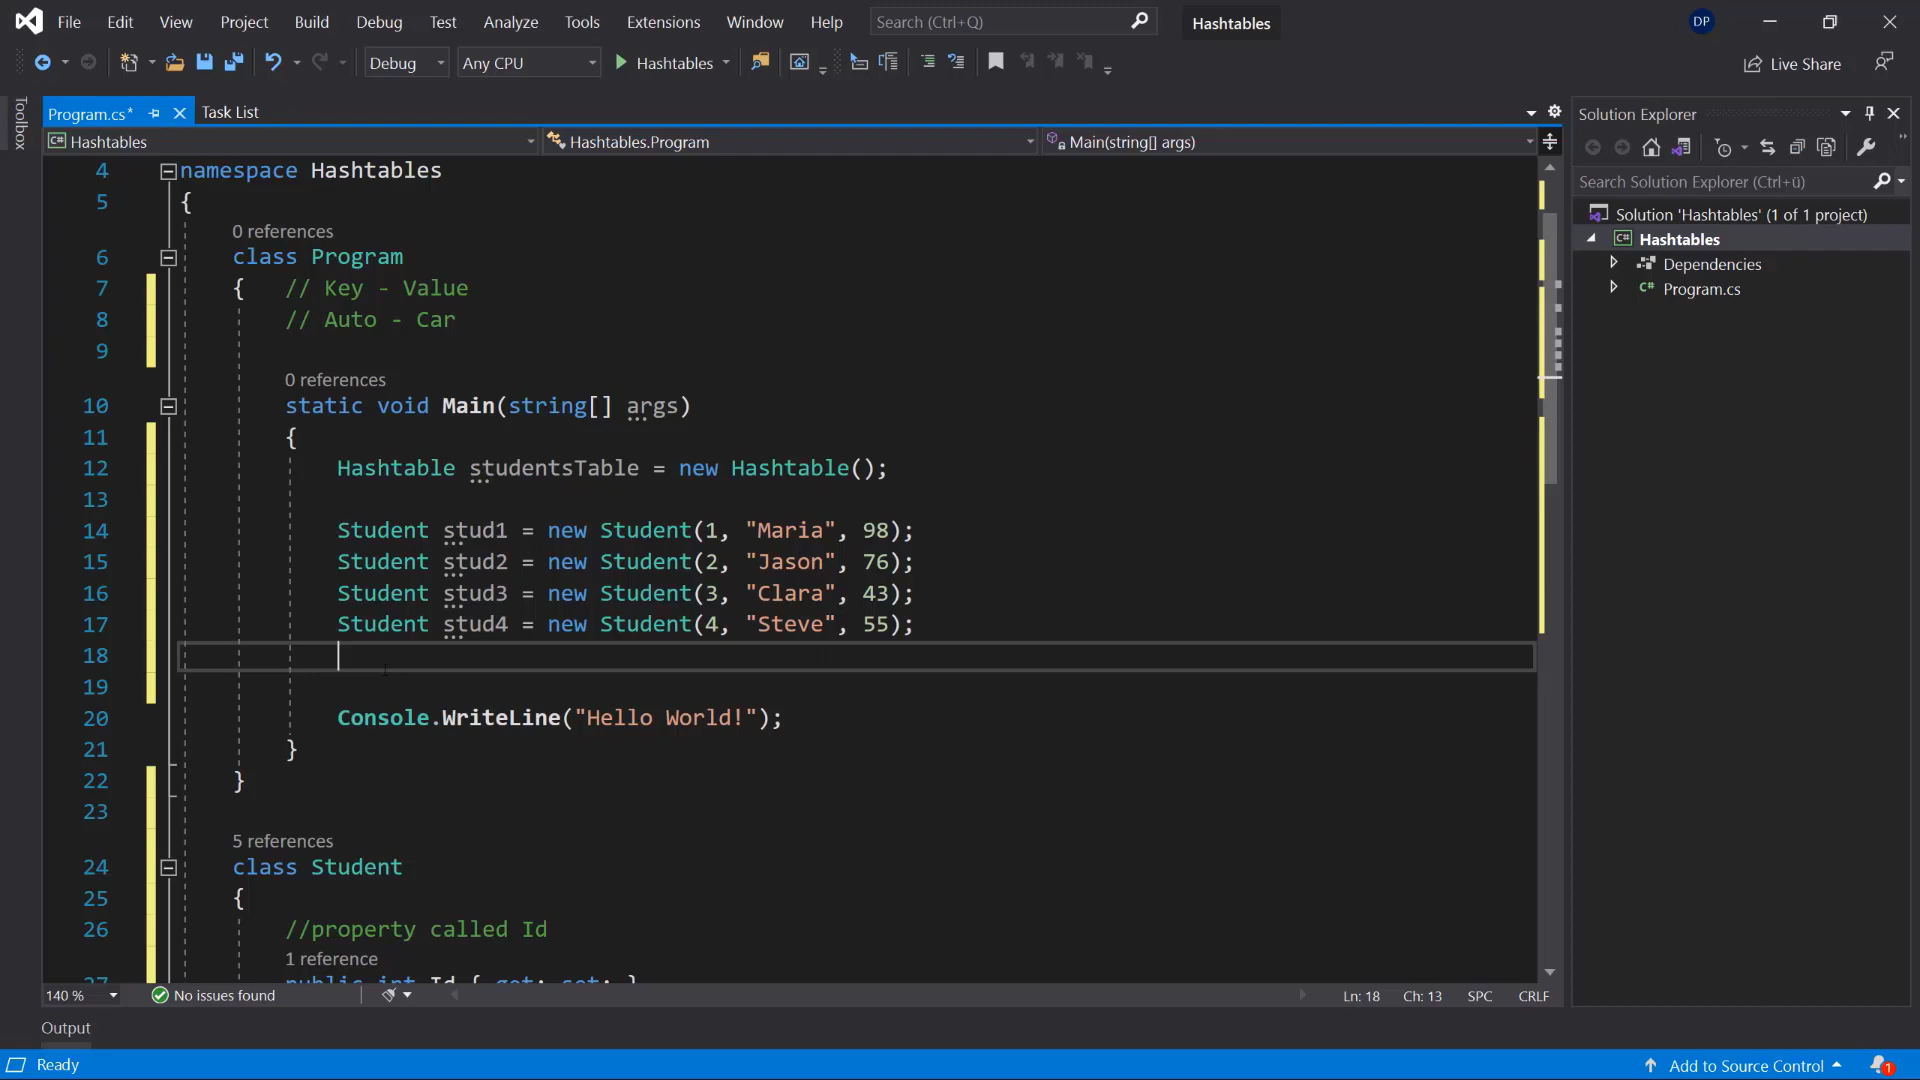 File Edit View Project Build Debug Test Analyze Tools Extensions Window Help Search (Ctrl+Q) Hashtables DP
Debug Any CPU Hashtables Live Share
Toolbox
Program.cs* Task List
Hashtables Hashtables.Program Main(string[] args)
4 namespace Hashtables
5 {
0 references
6 class Program
7 { // Key - Value
8 // Auto - Car
9
0 references
10 static void Main(string[] args)
11 {
12 Hashtable studentsTable = new Hashtable();
13
14 Student stud1 = new Student(1, "Maria", 98);
15 Student stud2 = new Student(2, "Jason", 76);
16 Student stud3 = new Student(3, "Clara", 43);
17 Student stud4 = new Student(4, "Steve", 55);
18
19
20 Console.WriteLine("Hello World!");
21 }
22 }
23
5 references
24 class Student
25 {
26 //property called Id
1 reference
27 public int Id { get; set; }
140 % No issues found Ln: 18 Ch: 13 SPC CRLF
Output
Ready Add to Source Control 1
Solution Explorer
Search Solution Explorer (Ctrl+ü)
Solution 'Hashtables' (1 of 1 project)
C# Hashtables
Dependencies
C# Program.cs